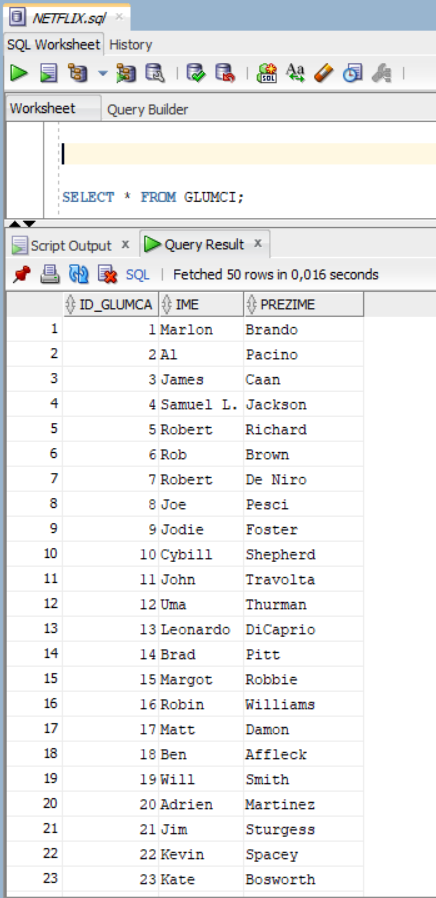 NETFLIX.sql
SQL Worksheet History
Worksheet Query Builder
SELECT * FROM GLUMCI;
Script Output x Query Result x
SQL | Fetched 50 rows in 0,016 seconds
ID_GLUMCA IME PREZIME
1 1 Marlon Brando
2 2 Al Pacino
3 3 James Caan
4 4 Samuel L. Jackson
5 5 Robert Richard
6 6 Rob Brown
7 7 Robert De Niro
8 8 Joe Pesci
9 9 Jodie Foster
10 10 Cybill Shepherd
11 11 John Travolta
12 12 Uma Thurman
13 13 Leonardo DiCaprio
14 14 Brad Pitt
15 15 Margot Robbie
16 16 Robin Williams
17 17 Matt Damon
18 18 Ben Affleck
19 19 Will Smith
20 20 Adrien Martinez
21 21 Jim Sturgess
22 22 Kevin Spacey
23 23 Kate Bosworth